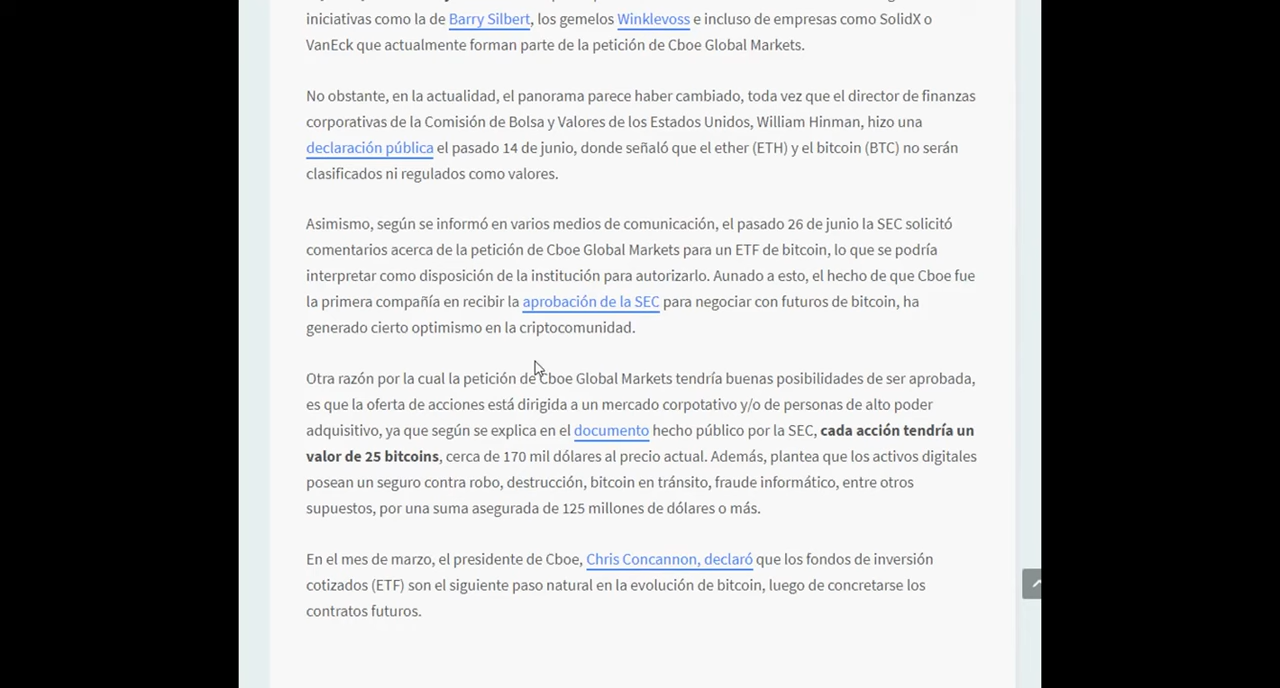 iniciativas como la de Barry Silbert, los gemelos Winklevoss e incluso de empresas como SolidX o
VanEck que actualmente forman parte de la petición de Cboe Global Markets.
No obstante, en la actualidad, el panorama parece haber cambiado, toda vez que el director de finanzas
corporativas de la Comisión de Bolsa y Valores de los Estados Unidos, William Hinman, hizo una
declaración pública el pasado 14 de junio, donde señaló que el ether (ETH) y el bitcoin (BTC) no serán
clasificados ni regulados como valores.
Asimismo, según se informó en varios medios de comunicación, el pasado 26 de junio la SEC solicitó
comentarios acerca de la petición de Cboe Global Markets para un ETF de bitcoin, lo que se podría
interpretar como disposición de la institución para autorizarlo. Aunado a esto, el hecho de que Cboe fue
la primera compañía en recibir la aprobación de la SEC para negociar con futuros de bitcoin, ha
generado cierto optimismo en la criptocomunidad.
Otra razón por la cual la petición de Cboe Global Markets tendría buenas posibilidades de ser aprobada,
es que la oferta de acciones está dirigida a un mercado corpotativo y/o de personas de alto poder
adquisitivo, ya que según se explica en el documento hecho público por la SEC, cada acción tendría un
valor de 25 bitcoins, cerca de 170 mil dólares al precio actual. Además, plantea que los activos digitales
posean un seguro contra robo, destrucción, bitcoin en tránsito, fraude informático, entre otros
supuestos, por una suma asegurada de 125 millones de dólares o más.
En el mes de marzo, el presidente de Cboe, Chris Concannon, declaró que los fondos de inversión
cotizados (ETF) son el siguiente paso natural en la evolución de bitcoin, luego de concretarse los
contratos futuros.